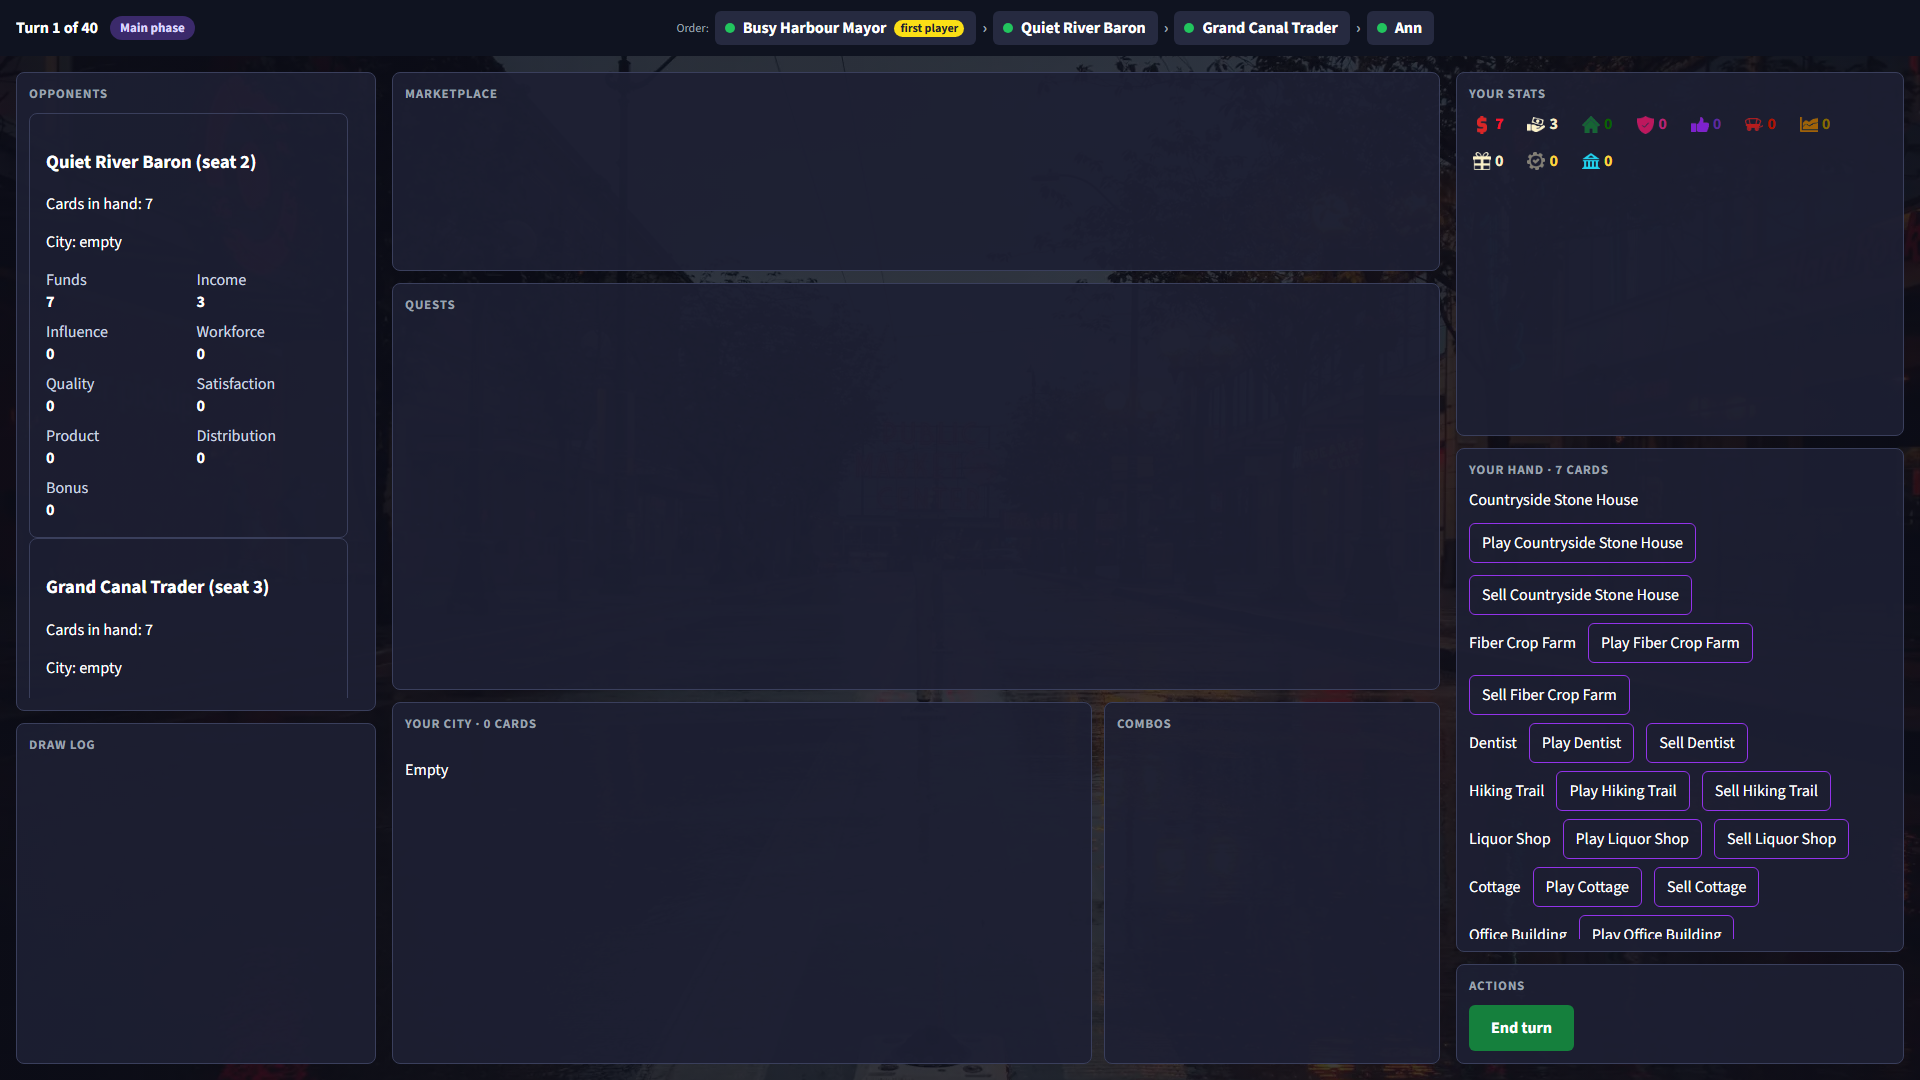 Turn 1 of 40 Main phase
Order: Busy Harbour Mayor first player › Quiet River Baron › Grand Canal Trader › Ann
OPPONENTS
Quiet River Baron (seat 2)
Cards in hand: 7
City: empty
Funds Income
7 3
Influence Workforce
0 0
Quality Satisfaction
0 0
Product Distribution
0 0
Bonus
0
Grand Canal Trader (seat 3)
Cards in hand: 7
City: empty
DRAW LOG
MARKETPLACE
QUESTS
YOUR CITY · 0 CARDS
Empty
COMBOS
YOUR STATS
7 3 0 0 0 0 0
0 0 0
YOUR HAND · 7 CARDS
Countryside Stone House
Play Countryside Stone House
Sell Countryside Stone House
Fiber Crop Farm Play Fiber Crop Farm
Sell Fiber Crop Farm
Dentist Play Dentist Sell Dentist
Hiking Trail Play Hiking Trail Sell Hiking Trail
Liquor Shop Play Liquor Shop Sell Liquor Shop
Cottage Play Cottage Sell Cottage
Office Building Play Office Building
ACTIONS
End turn